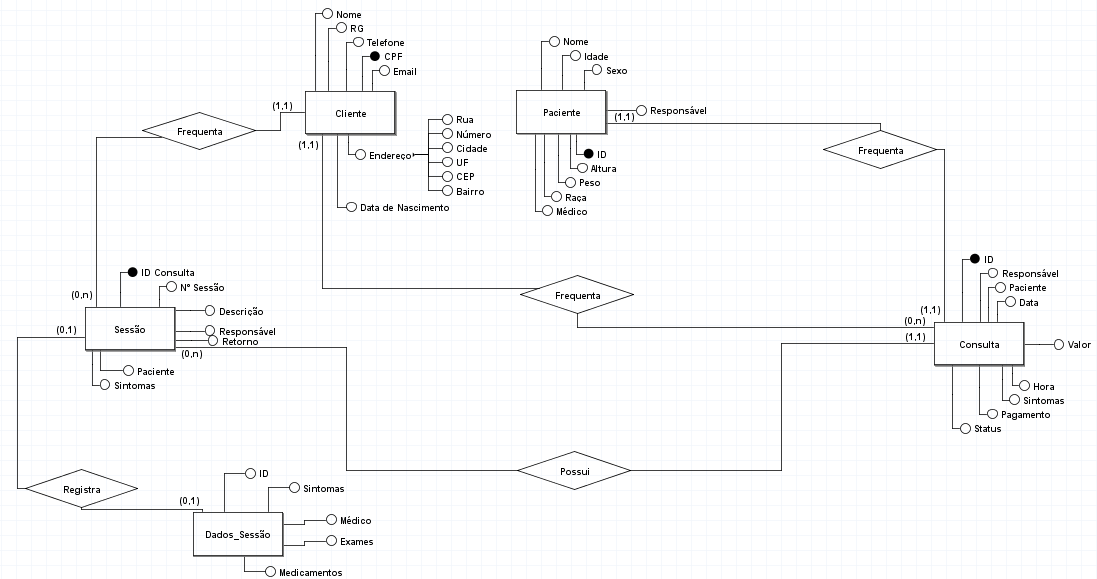 Nome
RG
Telefone
CPF
Email
Cliente
(1,1)
(1,1)
Frequenta
Endereço
Rua
Número
Cidade
UF
CEP
Bairro
Data de Nascimento
Nome
Idade
Sexo
Paciente
Responsável
(1,1)
ID
Altura
Peso
Raça
Médico
Frequenta
ID Consulta
N° Sessão
(0,n)
Descrição
Sessão
Responsável
Retorno
(0,1)
(0,n)
Paciente
Sintomas
Frequenta
ID
Responsável
Paciente
Data
(1,1)
(0,n)
(1,1)
Consulta
Valor
Hora
Sintomas
Pagamento
Status
Possui
Registra
(0,1)
ID
Sintomas
Dados_Sessão
Médico
Exames
Medicamentos